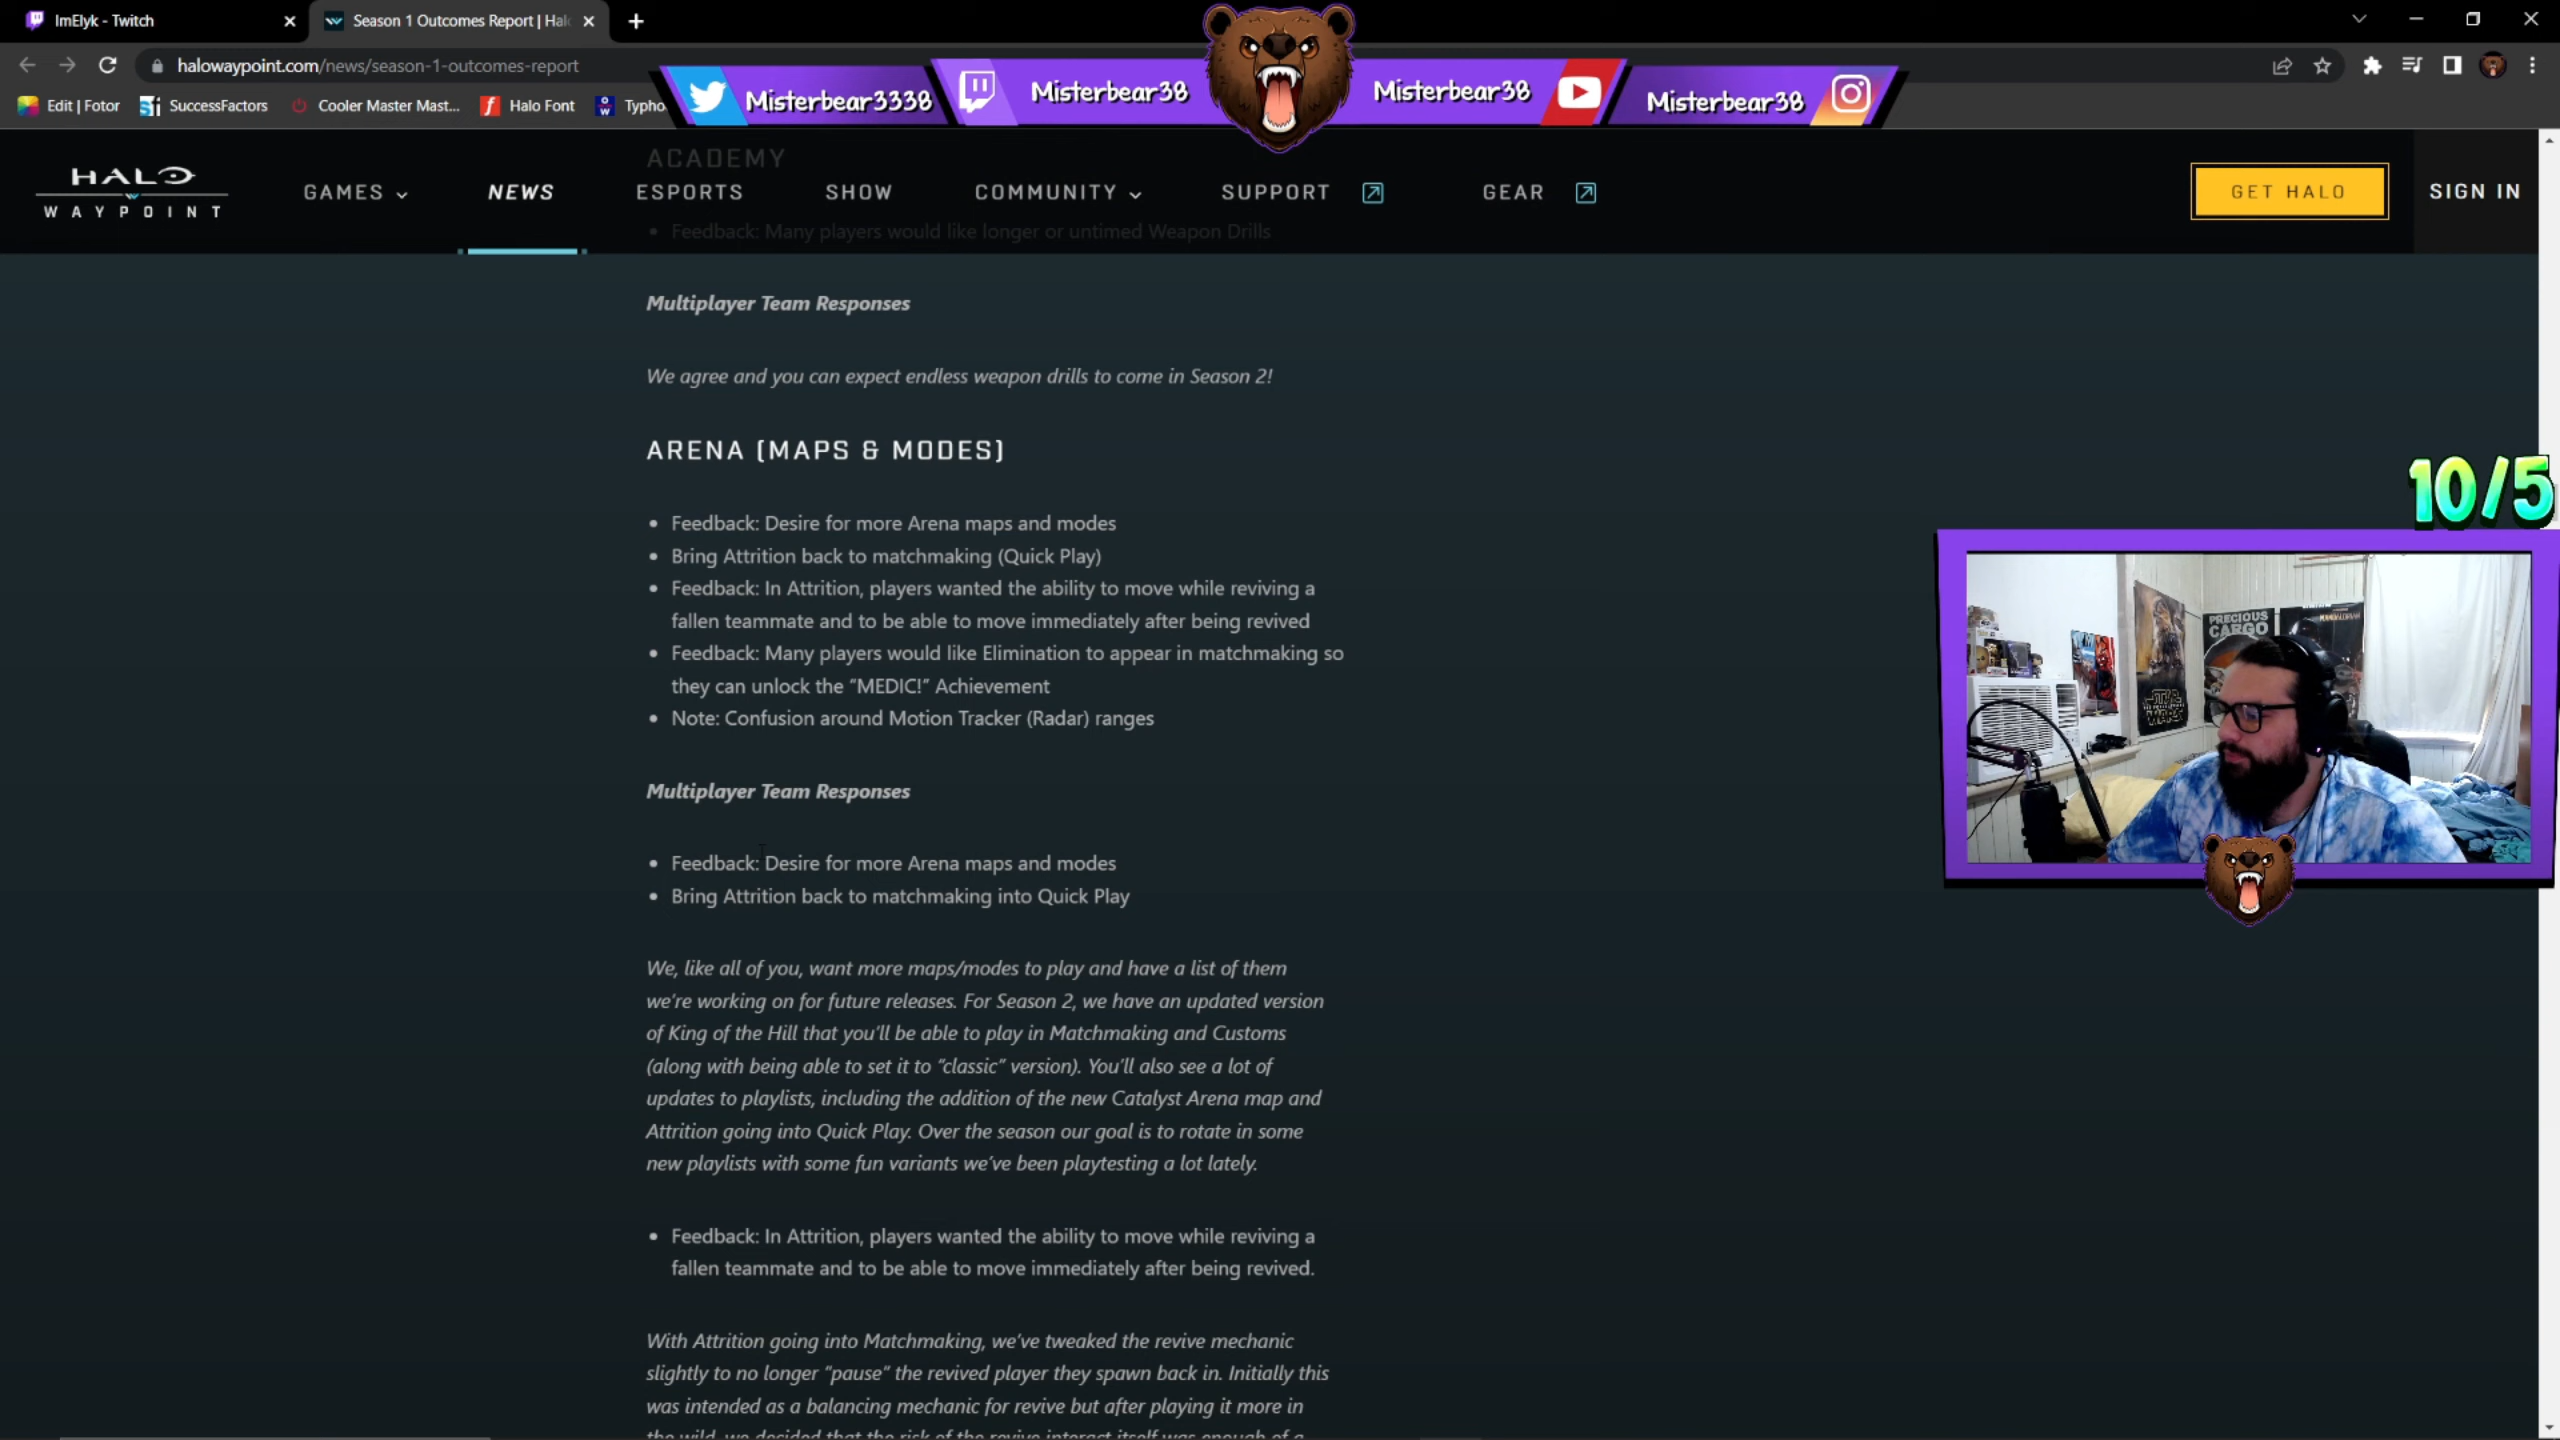 ImElyk - Twitch
Season 1 Outcomes Report | Hal
halowaypoint.com/news/season-1-outcomes-report
Edit | Fotor
SuccessFactors
Cooler Master Mast...
Halo Font
Typho
Misterbear3338
Misterbear38
Misterbear38
Misterbear38
ACADEMY
HALO
WAYPOINT
GAMES
NEWS
ESPORTS
SHOW
COMMUNITY
SUPPORT
GEAR
GET HALO
SIGN IN
• Feedback: Many players would like longer or untimed Weapon Drills
Multiplayer Team Responses
We agree and you can expect endless weapon drills to come in Season 2!
ARENA (MAPS & MODES)
• Feedback: Desire for more Arena maps and modes
• Bring Attrition back to matchmaking (Quick Play)
• Feedback: In Attrition, players wanted the ability to move while reviving a
fallen teammate and to be able to move immediately after being revived
• Feedback: Many players would like Elimination to appear in matchmaking so
they can unlock the “MEDIC!” Achievement
• Note: Confusion around Motion Tracker (Radar) ranges
10/5
PRECIOUS
CARGO
MANDALORIAN
STAR
WARS
Multiplayer Team Responses
• Feedback: Desire for more Arena maps and modes
• Bring Attrition back to matchmaking into Quick Play
We, like all of you, want more maps/modes to play and have a list of them
we’re working on for future releases. For Season 2, we have an updated version
of King of the Hill that you’ll be able to play in Matchmaking and Customs
(along with being able to set it to “classic” version). You’ll also see a lot of
updates to playlists, including the addition of the new Catalyst Arena map and
Attrition going into Quick Play. Over the season our goal is to rotate in some
new playlists with some fun variants we’ve been playtesting a lot lately.
• Feedback: In Attrition, players wanted the ability to move while reviving a
fallen teammate and to be able to move immediately after being revived.
With Attrition going into Matchmaking, we’ve tweaked the revive mechanic
slightly to no longer “pause” the revived player they spawn back in. Initially this
was intended as a balancing mechanic for revive but after playing it more in
the wild, we decided that the risk of the revive interact itself was enough of a